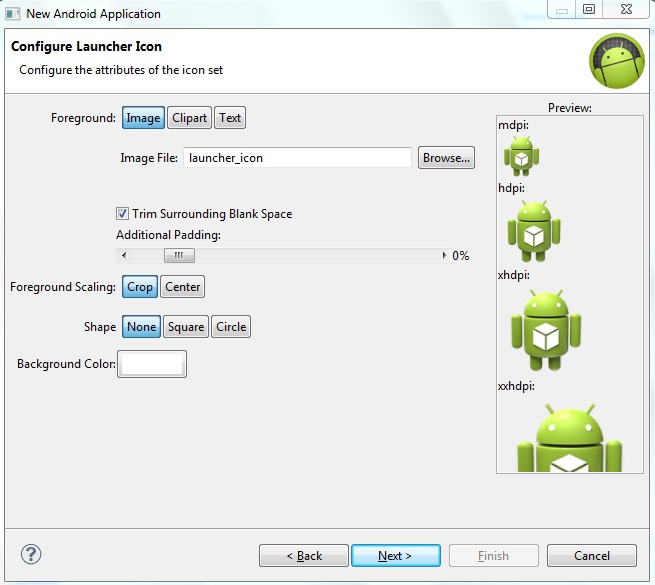 New Android Application
Configure Launcher Icon
Configure the attributes of the icon set
Foreground: Image Clipart Text
Image File: launcher_icon Browse...
Trim Surrounding Blank Space
Additional Padding:
0%
Foreground Scaling: Crop Center
Shape None Square Circle
Background Color:
Preview:
mdpi:
hdpi:
xhdpi:
xxhdpi:
? < Back Next > Finish Cancel